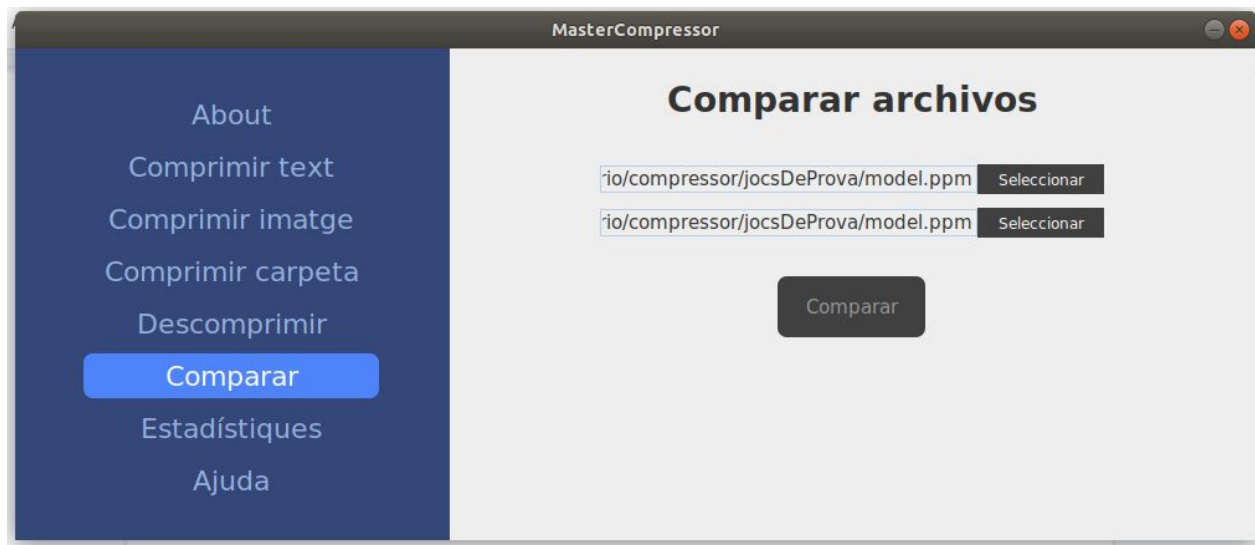 MasterCompressor
About
Comprimir text
Comprimir imatge
Comprimir carpeta
Descomprimir
Comparar
Estadístiques
Ajuda
Comparar archivos
rio/compressor/jocsDeProva/model.ppm Seleccionar
rio/compressor/jocsDeProva/model.ppm Seleccionar
Comparar